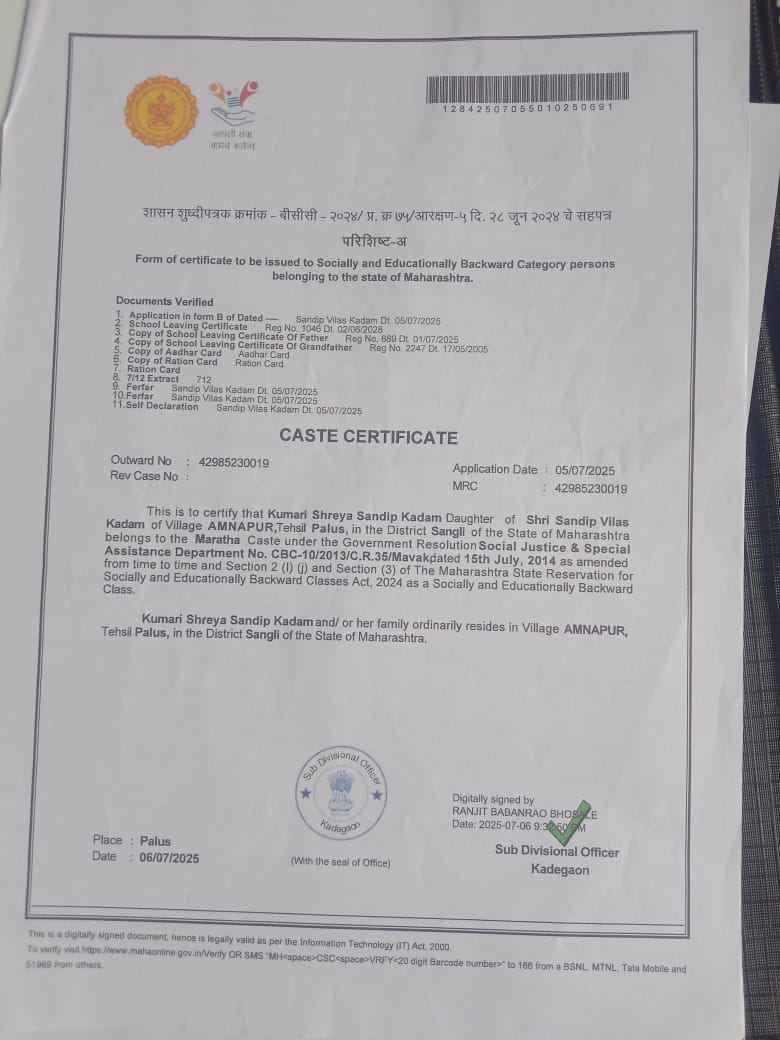 आपली सेवा
आमचे कर्तव्य
12842507055010250691
शासन शुध्दीपत्रक क्रमांक – बीसीसी – २०२४/ प्र. क्र ७५/आरक्षण-५ दि. २८ जून २०२४ चे सहपत्र
परिशिष्ट-अ
Form of certificate to be issued to Socially and Educationally Backward Category persons
belonging to the state of Maharashtra.
Documents Verified
1. Application in form B of Dated ---- Sandip Vilas Kadam Dt. 05/07/2025
2. School Leaving Certificate Reg No. 1046 Dt. 02/06/2028
3. Copy of School Leaving Certificate Of Father Reg No. 689 Dt. 01/07/2025
4. Copy of School Leaving Certificate Of Grandfather Reg No. 2247 Dt. 17/05/2005
5. Copy of Aadhar Card Aadhar Card
6. Copy of Ration Card Ration Card
7. Ration Card
8. 7/12 Extract 712
9. Ferfar Sandip Vilas Kadam Dt. 05/07/2025
10.Ferfar Sandip Vilas Kadam Dt. 05/07/2025
11.Self Declaration Sandip Vilas Kadam Dt. 05/07/2025
CASTE CERTIFICATE
Outward No : 42985230019
Rev Case No :
Application Date : 05/07/2025
MRC : 42985230019
This is to certify that Kumari Shreya Sandip Kadam Daughter of Shri Sandip Vilas
Kadam of Village AMNAPUR,Tehsil Palus, in the District Sangli of the State of Maharashtra
belongs to the Maratha Caste under the Government Resolution Social Justice & Special
Assistance Department No. CBC-10/2013/C.R.35/Mavak,dated 15th July, 2014 as amended
from time to time and Section 2 (I) (j) and Section (3) of The Maharashtra State Reservation for
Socially and Educationally Backward Classes Act, 2024 as a Socially and Educationally Backward
Class.
Kumari Shreya Sandip Kadam and/ or her family ordinarily resides in Village AMNAPUR,
Tehsil Palus, in the District Sangli of the State of Maharashtra.
Sub Divisional Officer
Kadegaon
Place : Palus
Date : 06/07/2025
(With the seal of Office)
Digitally signed by
RANJIT BABANRAO BHOSALE
Date: 2025-07-06 9:32:50 PM
Sub Divisional Officer
Kadegaon
This is a digitally signed document, hence is legally valid as per the Information Technology (IT) Act, 2000.
To verify visit https://www.mahaonline.gov.in/Verify OR SMS "MH<space>CSC<space>VRFY<20 digit Barcode number>" to 166 from a BSNL, MTNL, Tata Mobile and
51969 from others.